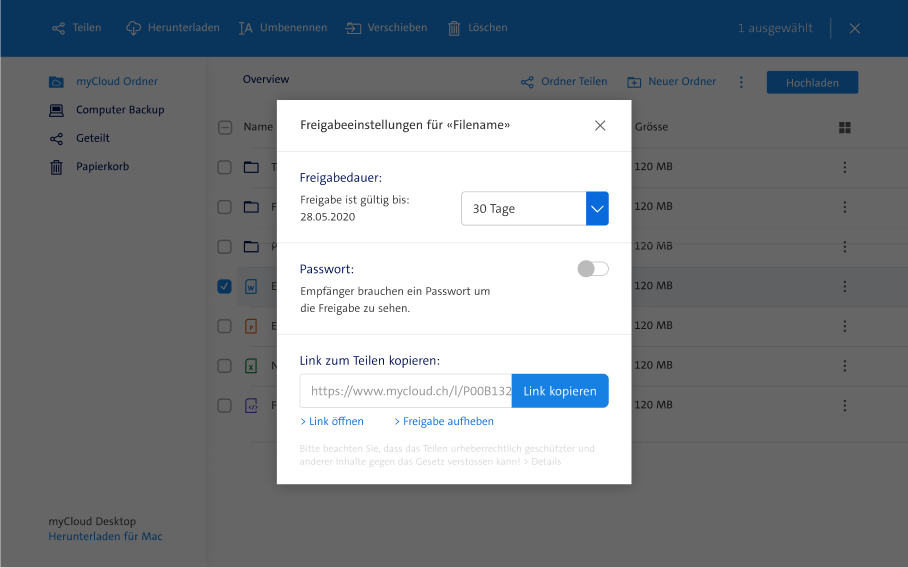 Teilen
Herunterladen
Umbenennen
Verschieben
Löschen
1 ausgewählt
myCloud Ordner
Computer Backup
Geteilt
Papierkorb
Overview
Ordner Teilen
Neuer Ordner
Hochladen
Name
Grösse
120 MB
120 MB
120 MB
120 MB
120 MB
120 MB
120 MB
Freigabeeinstellungen für «Filename»
Freigabedauer:
Freigabe ist gültig bis:
28.05.2020
30 Tage
Passwort:
Empfänger brauchen ein Passwort um
die Freigabe zu sehen.
Link zum Teilen kopieren:
https://www.mycloud.ch/l/P00B132
Link kopieren
> Link öffnen
> Freigabe aufheben
Bitte beachten Sie, dass das Teilen urheberrechtlich geschützter und
anderer Inhalte gegen das Gesetz verstossen kann! > Details
myCloud Desktop
Herunterladen für Mac